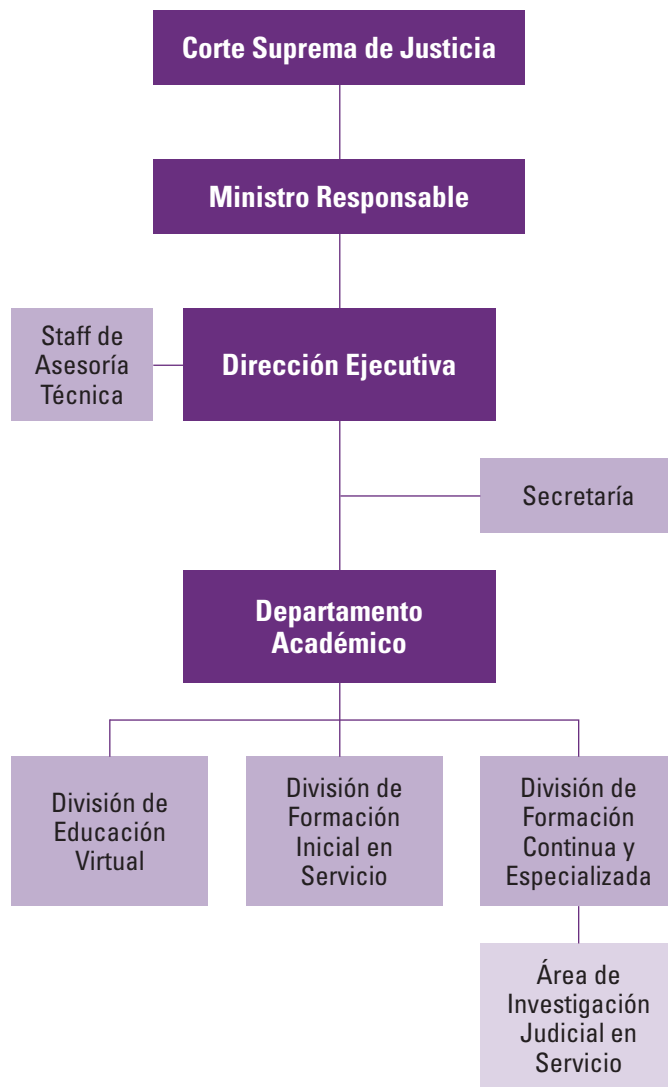 Corte Suprema de Justicia
Ministro Responsable
Staff de
Asesoría
Técnica
Dirección Ejecutiva
Secretaría
Departamento
Académico
División de
Educación
Virtual
División de
Formación
Inicial en
Servicio
División de
Formación
Continua y
Especializada
Área de
Investigación
Judicial en
Servicio